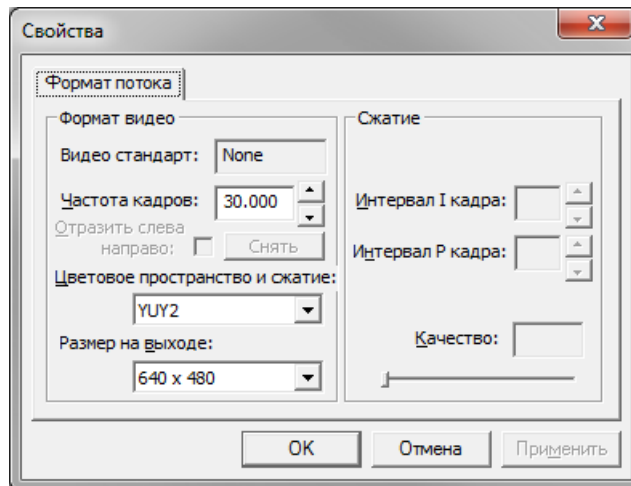 Свойства
Формат потока
Формат видео
Видео стандарт: None
Частота кадров: 30.000
Отразить слева
направо: Снять
Цветовое пространство и сжатие:
YUY2
Размер на выходе:
640 x 480
Сжатие
Интервал I кадра:
Интервал P кадра:
Качество:
OK Отмена Применить